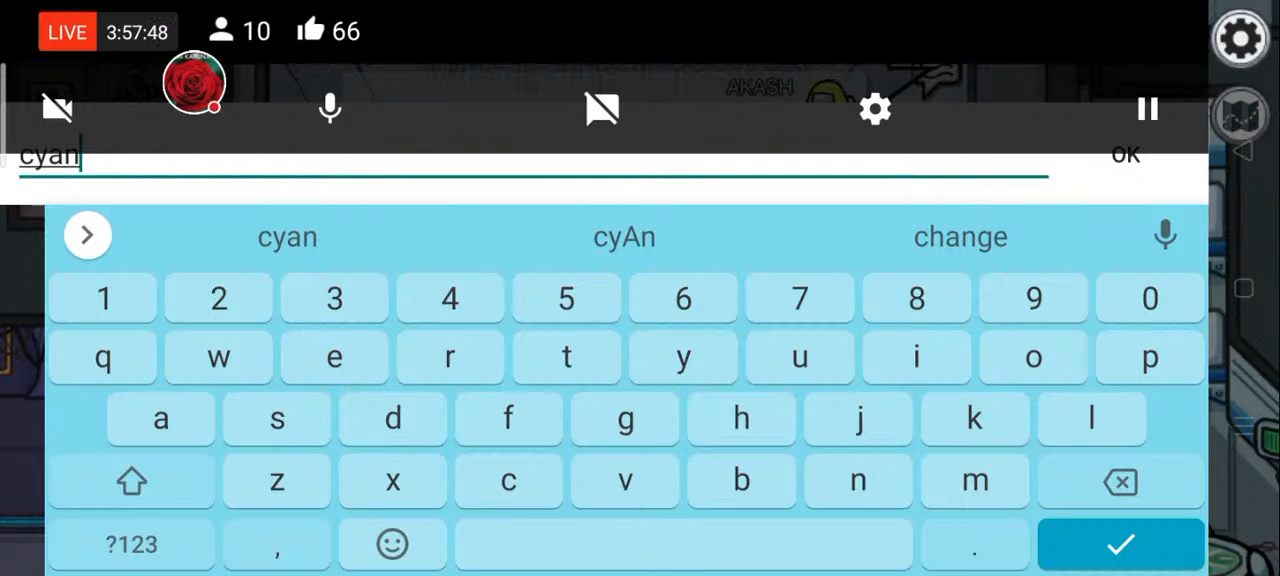 LIVE 3:57:48 10 66
AKASH
cyan OK
cyan cyAn change
1 2 3 4 5 6 7 8 9 0
q w e r t y u i o p
a s d f g h j k l
z x c v b n m
?123 , .